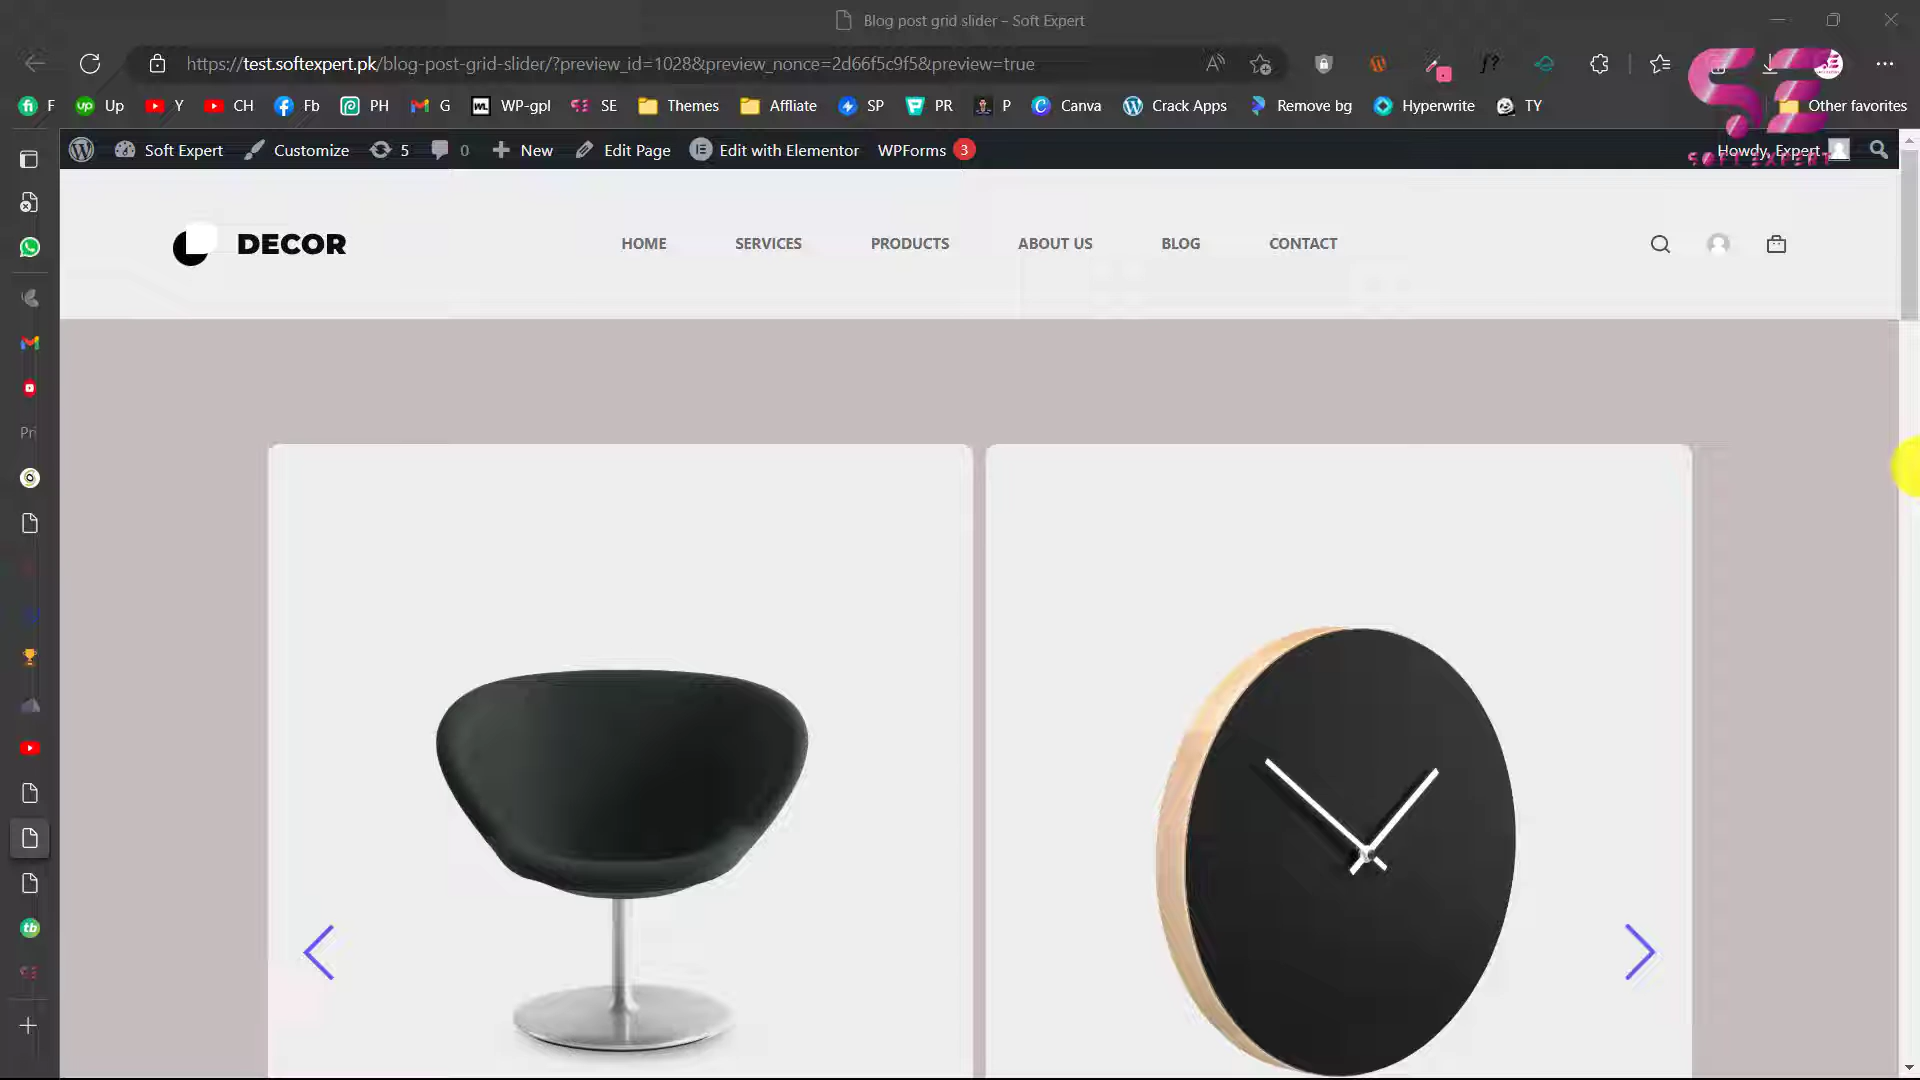 Blog post grid slider – Soft Expert
https://test.softexpert.pk/blog-post-grid-slider/?preview_id=1028&preview_nonce=2d66f5c9f5&preview=true
F Up Y CH Fb PH G WP-gpl SE Themes Affliate SP PR P Canva Crack Apps Remove bg Hyperwrite TY Other favorites
Soft Expert Customize 5 0 New Edit Page Edit with Elementor WPForms 3 Howdy, Expert
SOFT EXPERT
DECOR HOME SERVICES PRODUCTS ABOUT US BLOG CONTACT
Pri